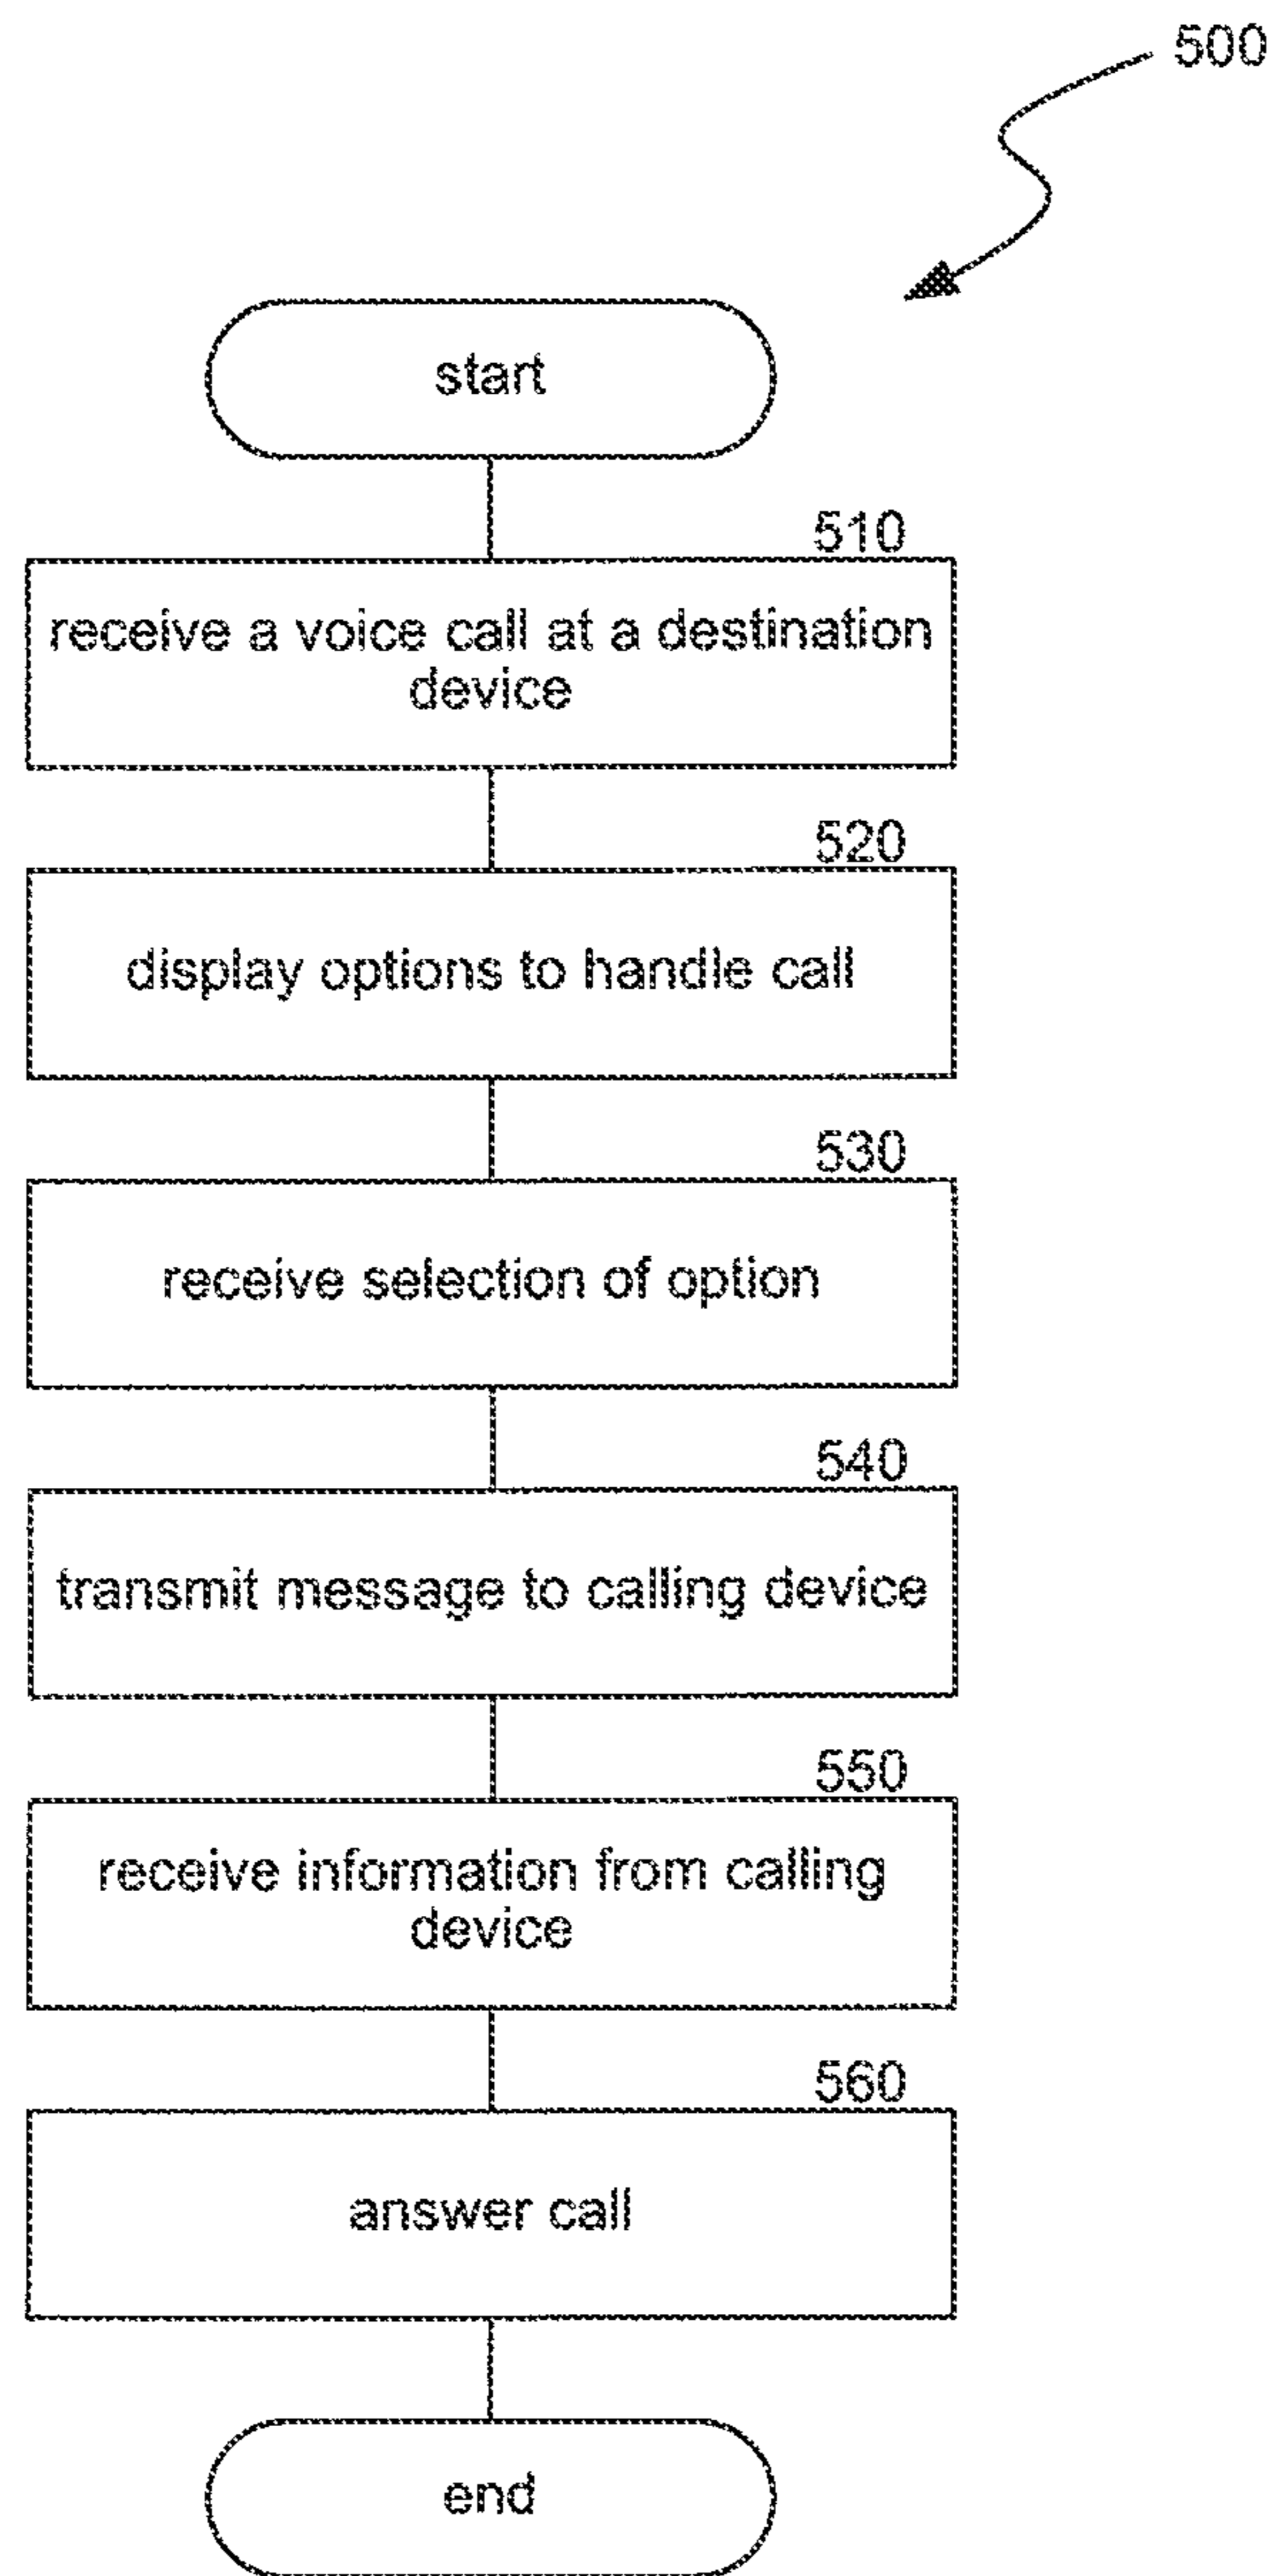 500
start
510
receive a voice call at a destination
device
520
display options to handle call
530
receive selection of option
540
transmit message to calling device
550
receive information from calling
device
560
answer call
end